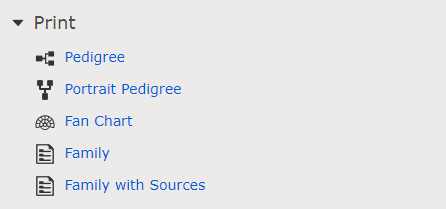 Print
Pedigree
Portrait Pedigree
Fan Chart
Family
Family with Sources